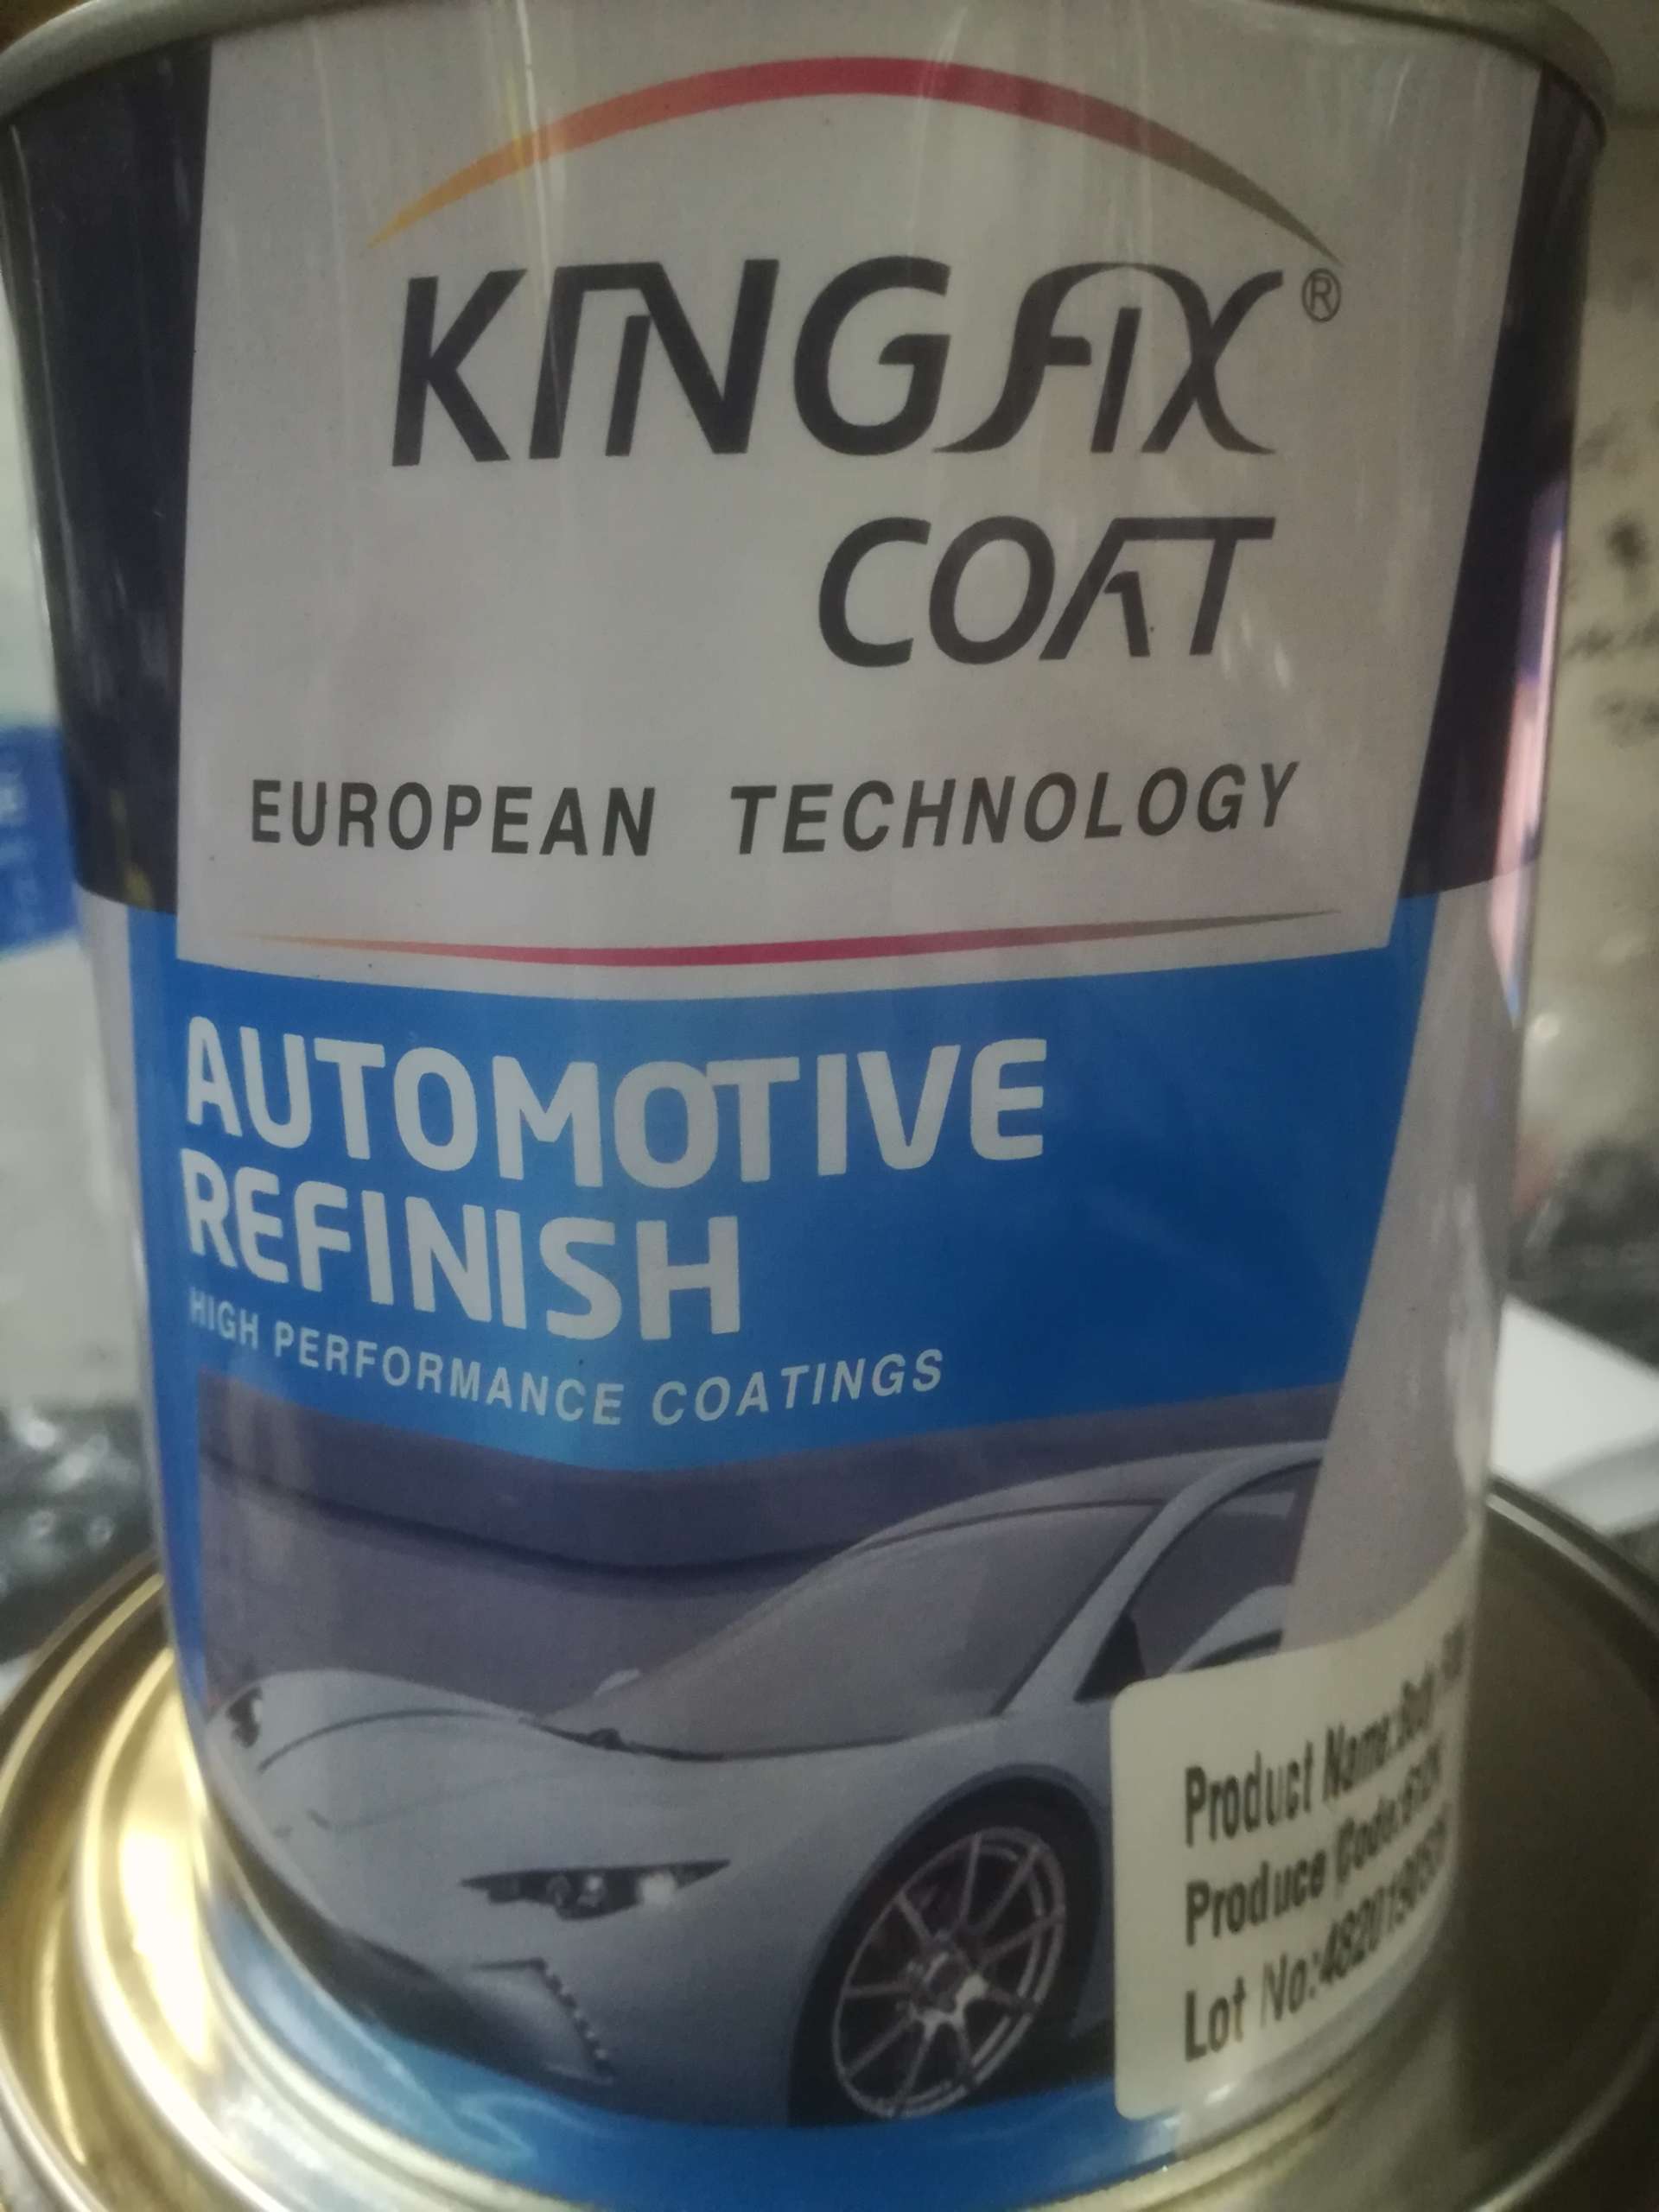 KINGFIX®
COAT
EUROPEAN TECHNOLOGY
AUTOMOTIVE
REFINISH
HIGH PERFORMANCE COATINGS
Product Name:
Produce Code:
Lot No: